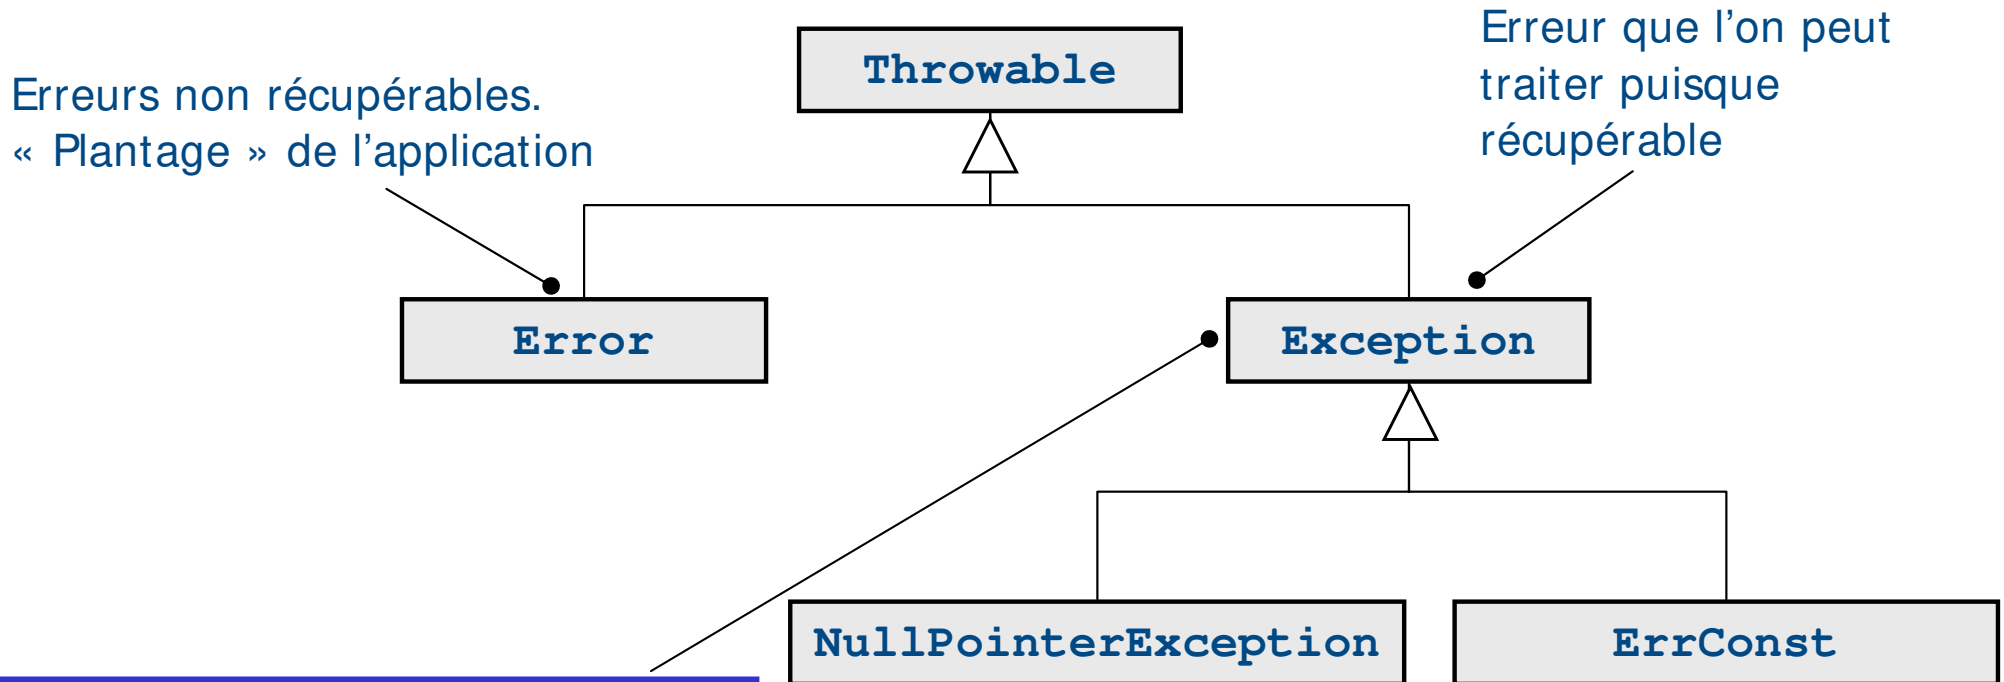 Throwable
Erreurs non récupérables.
« Plantage » de l'application
Erreur que l'on peut
traiter puisque
récupérable
Error
Exception
NullPointerException
ErrConst